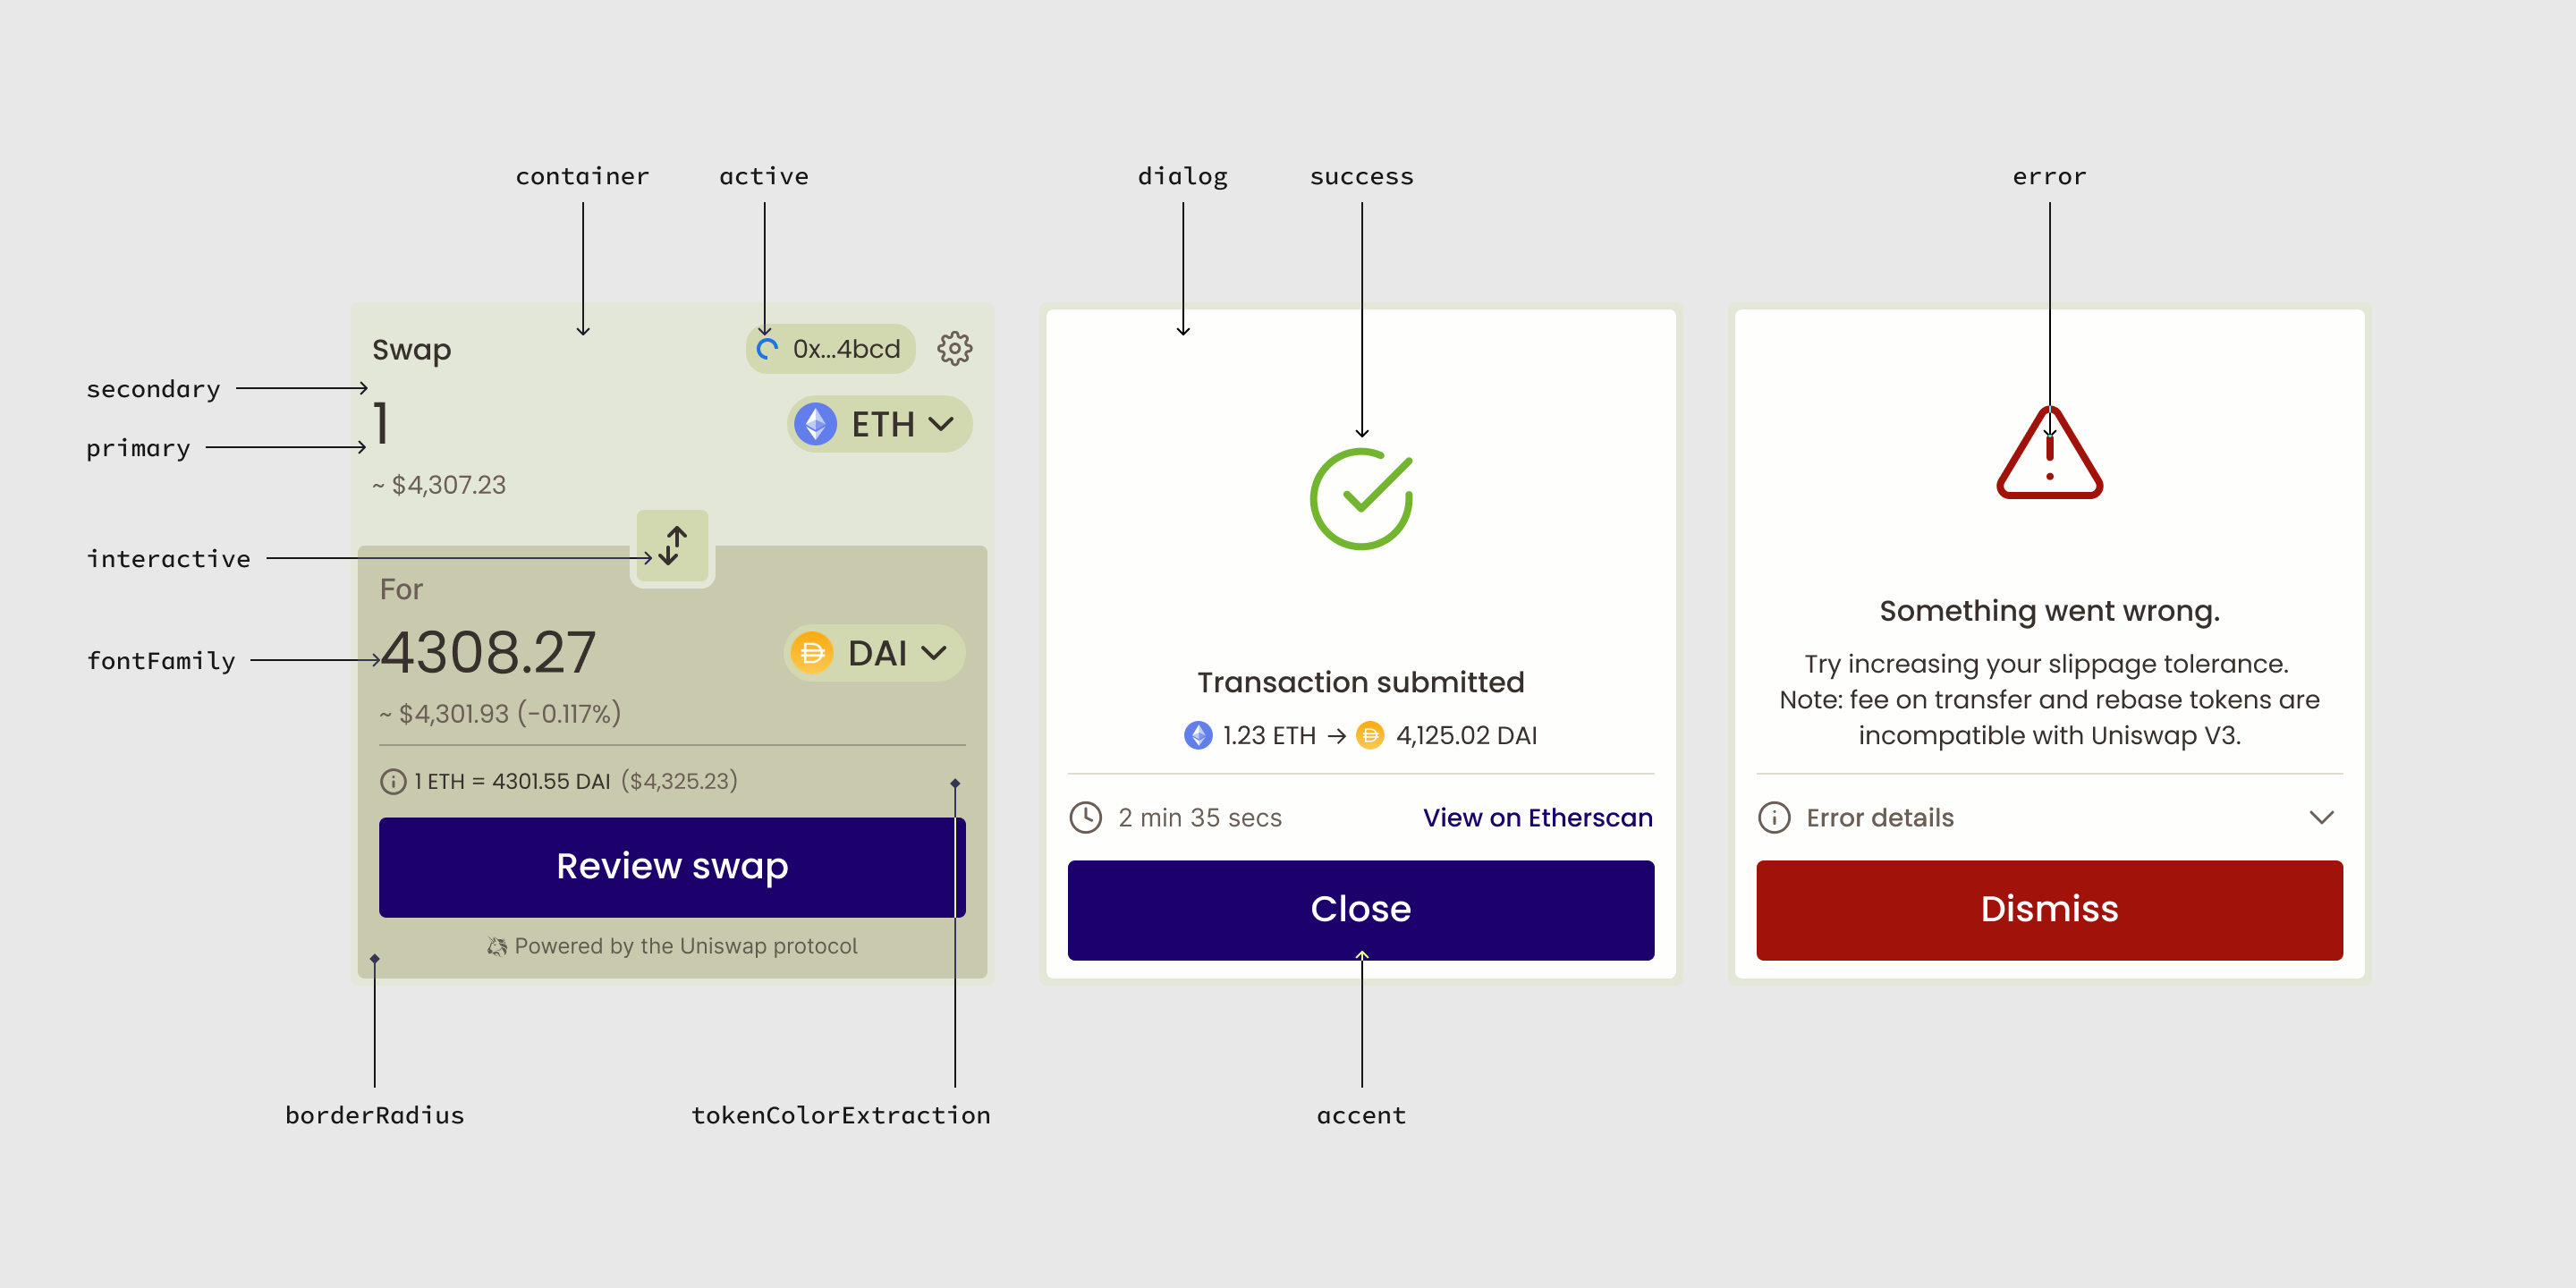 container
active
dialog
success
error
secondary
primary
interactive
fontFamily
Swap
0x...4bcd
1
ETH
~ $4,307.23
For
4308.27
DAI
~ $4,301.93 (-0.117%)
1 ETH = 4301.55 DAI ($4,325.23)
Review swap
Powered by the Uniswap protocol
Transaction submitted
1.23 ETH → 4,125.02 DAI
2 min 35 secs
View on Etherscan
Close
Something went wrong.
Try increasing your slippage tolerance.
Note: fee on transfer and rebase tokens are
incompatible with Uniswap V3.
Error details
Dismiss
borderRadius
tokenColorExtraction
accent